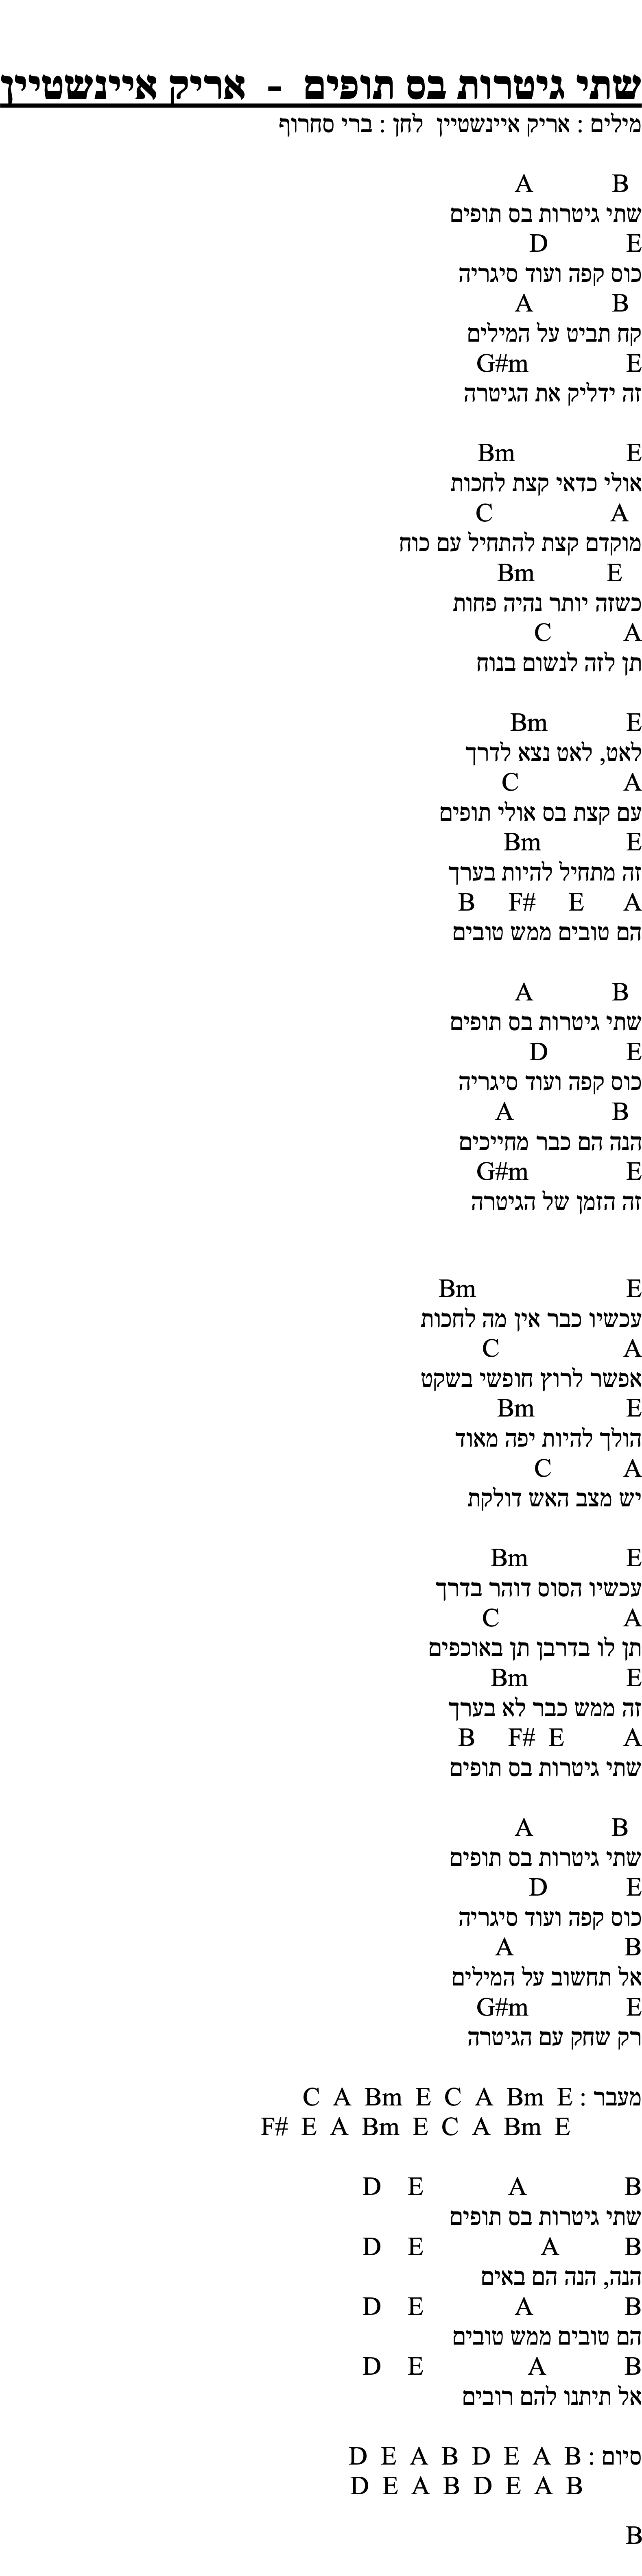 שתי גיטרות בס תופים - אריק איינשטיין
מילים : אריק איינשטיין לחן : ברי סחרוף
B A
שתי גיטרות בס תופים
E D
כוס קפה ועוד סיגריה
B A
קח תביט על המילים
E G#m
זה ידליק את הגיטרה
E Bm
אולי כדאי קצת לחכות
A C
מוקדם קצת להתחיל עם כוח
E Bm
כשזה יותר נהיה פחות
A C
תן לזה לנשום בנוח
E Bm
לאט, לאט נצא לדרך
A C
עם קצת בס אולי תופים
E Bm
זה מתחיל להיות בערך
A E F# B
הם טובים ממש טובים
B A
שתי גיטרות בס תופים
E D
כוס קפה ועוד סיגריה
B A
הנה הם כבר מחייכים
E G#m
זה הזמן של הגיטרה
E Bm
עכשיו כבר אין מה לחכות
A C
אפשר לרוץ חופשי בשקט
E Bm
הולך להיות יפה מאוד
A C
יש מצב האש דולקת
E Bm
עכשיו הסוס דוהר בדרך
A C
תן לו בדרבן תן באוכפים
E Bm
זה ממש כבר לא בערך
A E F# B
שתי גיטרות בס תופים
B A
שתי גיטרות בס תופים
E D
כוס קפה ועוד סיגריה
B A
אל תחשוב על המילים
E G#m
רק שחק עם הגיטרה
מעבר : E Bm A C E Bm A C
E Bm A C E Bm A E F#
B A E D
שתי גיטרות בס תופים
B A E D
הנה, הנה הם באים
B A E D
הם טובים ממש טובים
B A E D
אל תיתנו להם רובים
סיום : B A E D B A E D
B A E D B A E D
B